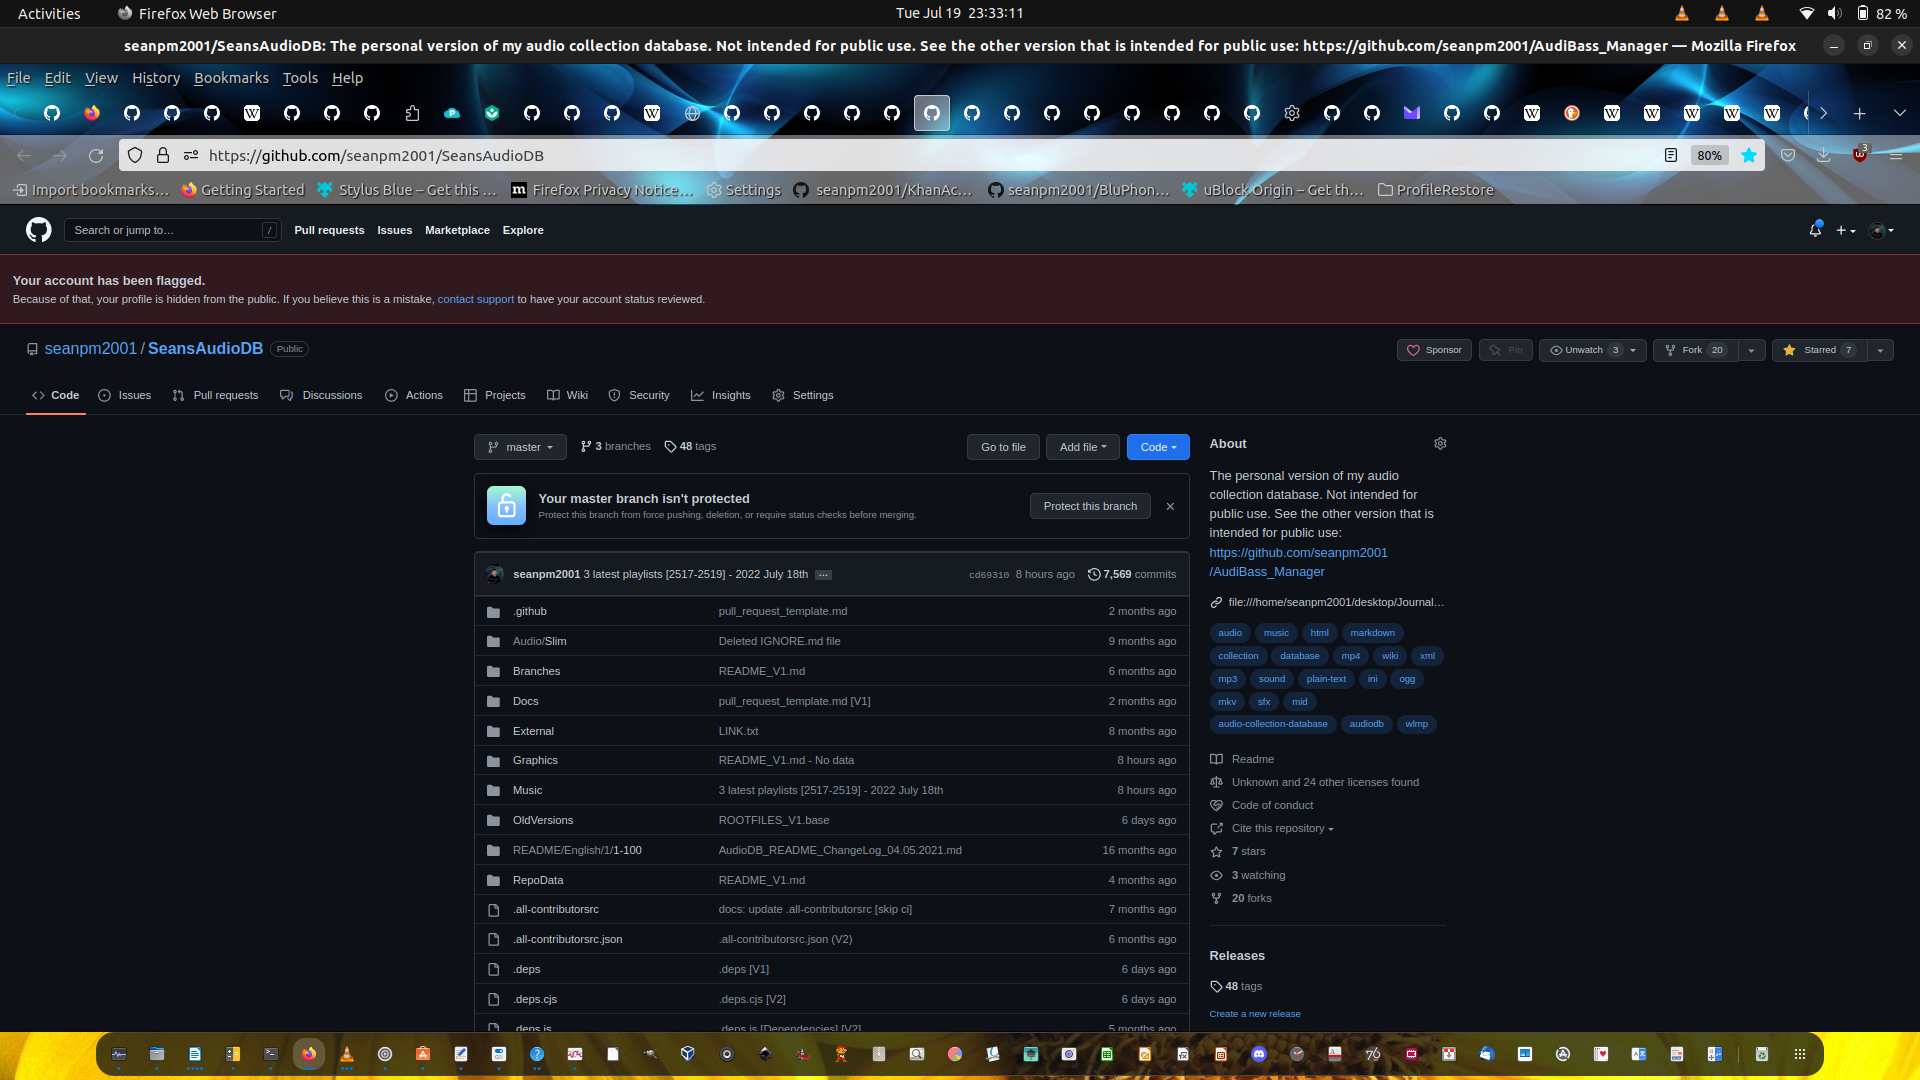 Activities Firefox Web Browser Tue Jul 19 23:33:11 82 %
seanpm2001/SeansAudioDB: The personal version of my audio collection database. Not intended for public use. See the other version that is intended for public use: https://github.com/seanpm2001/AudiBass_Manager — Mozilla Firefox
File Edit View History Bookmarks Tools Help
https://github.com/seanpm2001/SeansAudioDB 80% 3
Import bookmarks… Getting Started Stylus Blue – Get this … Firefox Privacy Notice… Settings seanpm2001/KhanAc… seanpm2001/BluPhon… uBlock Origin – Get th… ProfileRestore
Search or jump to… / Pull requests Issues Marketplace Explore
Your account has been flagged.
Because of that, your profile is hidden from the public. If you believe this is a mistake, contact support to have your account status reviewed.
seanpm2001 / SeansAudioDB Public Sponsor Pin Unwatch 3 Fork 20 Starred 7
Code Issues Pull requests Discussions Actions Projects Wiki Security Insights Settings
master 3 branches 48 tags Go to file Add file Code
Your master branch isn't protected
Protect this branch from force pushing, deletion, or require status checks before merging.
Protect this branch
seanpm2001 3 latest playlists [2517-2519] - 2022 July 18th … cd69310 8 hours ago 7,569 commits
.github pull_request_template.md 2 months ago
Audio/Slim Deleted IGNORE.md file 9 months ago
Branches README_V1.md 6 months ago
Docs pull_request_template.md [V1] 2 months ago
External LINK.txt 8 months ago
Graphics README_V1.md - No data 8 hours ago
Music 3 latest playlists [2517-2519] - 2022 July 18th 8 hours ago
OldVersions ROOTFILES_V1.base 6 days ago
README/English/1/1-100 AudioDB_README_ChangeLog_04.05.2021.md 16 months ago
RepoData README_V1.md 4 months ago
.all-contributorsrc docs: update .all-contributorsrc [skip ci] 7 months ago
.all-contributorsrc.json .all-contributorsrc.json (V2) 6 months ago
.deps .deps [V1] 6 days ago
.deps.cjs .deps.cjs [V2] 6 days ago
.deps.js .deps.js [Dependencies] [V2] 5 months ago
About
The personal version of my audio
collection database. Not intended for
public use. See the other version that is
intended for public use:
https://github.com/seanpm2001
/AudiBass_Manager
file:///home/seanpm2001/desktop/Journal…
audio music html markdown
collection database mp4 wiki xml
mp3 sound plain-text ini ogg
mkv sfx mid
audio-collection-database audiodb wlmp
Readme
Unknown and 24 other licenses found
Code of conduct
Cite this repository
7 stars
3 watching
20 forks
Releases
48 tags
Create a new release